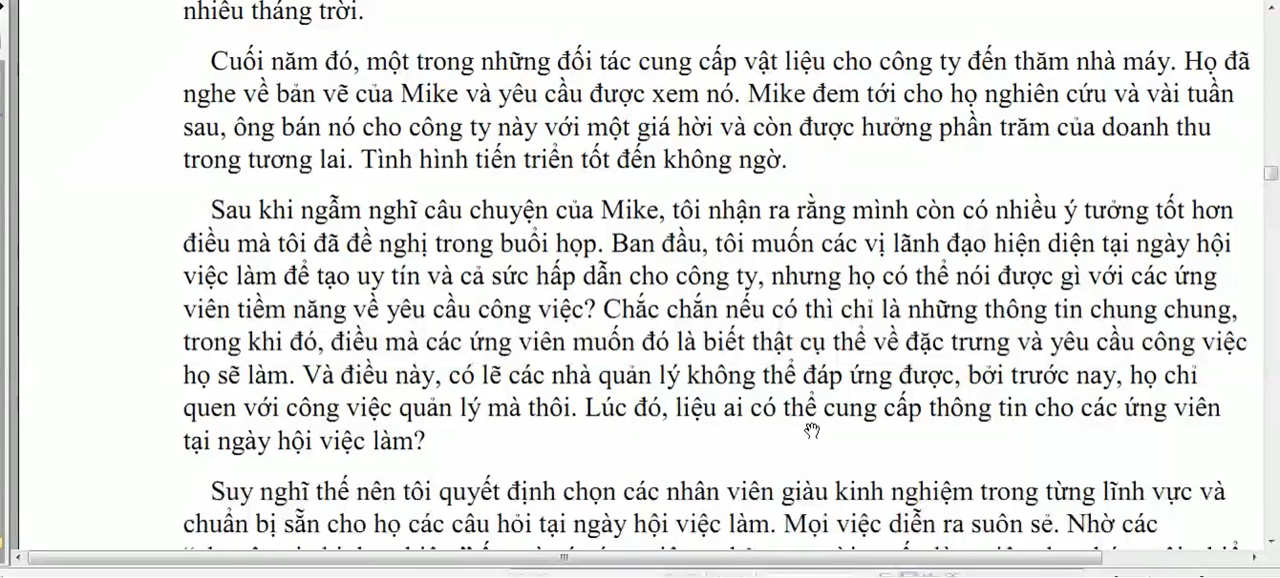 nhiều tháng trời.
Cuối năm đó, một trong những đối tác cung cấp vật liệu cho công ty đến thăm nhà máy. Họ đã
nghe về bản vẽ của Mike và yêu cầu được xem nó. Mike đem tới cho họ nghiên cứu và vài tuần
sau, ông bán nó cho công ty này với một giá hời và còn được hưởng phần trăm của doanh thu
trong tương lai. Tình hình tiến triển tốt đến không ngờ.
Sau khi ngẫm nghĩ câu chuyện của Mike, tôi nhận ra rằng mình còn có nhiều ý tưởng tốt hơn
điều mà tôi đã đề nghị trong buổi họp. Ban đầu, tôi muốn các vị lãnh đạo hiện diện tại ngày hội
việc làm để tạo uy tín và cả sức hấp dẫn cho công ty, nhưng họ có thể nói được gì với các ứng
viên tiềm năng về yêu cầu công việc? Chắc chắn nếu có thì chỉ là những thông tin chung chung,
trong khi đó, điều mà các ứng viên muốn đó là biết thật cụ thể về đặc trưng và yêu cầu công việc
họ sẽ làm. Và điều này, có lẽ các nhà quản lý không thể đáp ứng được, bởi trước nay, họ chỉ
quen với công việc quản lý mà thôi. Lúc đó, liệu ai có thể cung cấp thông tin cho các ứng viên
tại ngày hội việc làm?
Suy nghĩ thế nên tôi quyết định chọn các nhân viên giàu kinh nghiệm trong từng lĩnh vực và
chuẩn bị sẵn cho họ các câu hỏi tại ngày hội việc làm. Mọi việc diễn ra suôn sẻ. Nhờ các